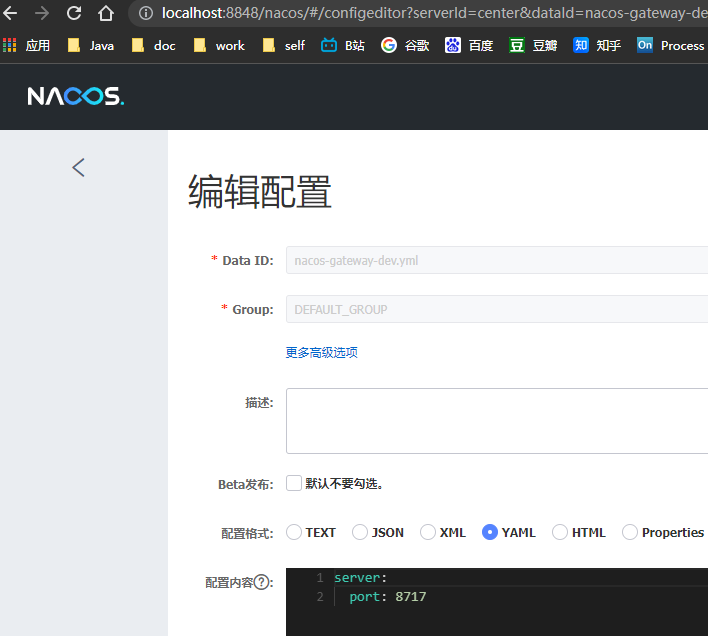 localhost:8848/nacos/#/configeditor?serverId=center&dataId=nacos-gateway-de
应用 Java doc work self B站 谷歌 百度 豆 豆瓣 知 知乎 On Process
NACOS.
编辑配置
* Data ID: nacos-gateway-dev.yml
* Group: DEFAULT_GROUP
更多高级选项
描述:
Beta发布: 默认不要勾选。
配置格式: TEXT JSON XML YAML HTML Properties
配置内容?: 1 server:
2 port: 8717